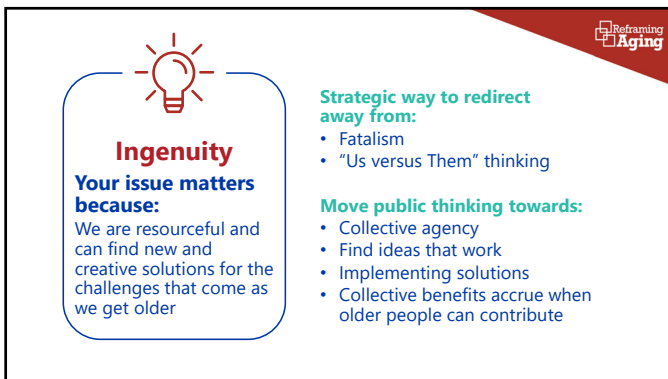 Reframing
Aging
Ingenuity
Your issue matters
because:
We are resourceful and
can find new and
creative solutions for the
challenges that come as
we get older
Strategic way to redirect
away from:
• Fatalism
• “Us versus Them” thinking
Move public thinking towards:
• Collective agency
• Find ideas that work
• Implementing solutions
• Collective benefits accrue when
older people can contribute